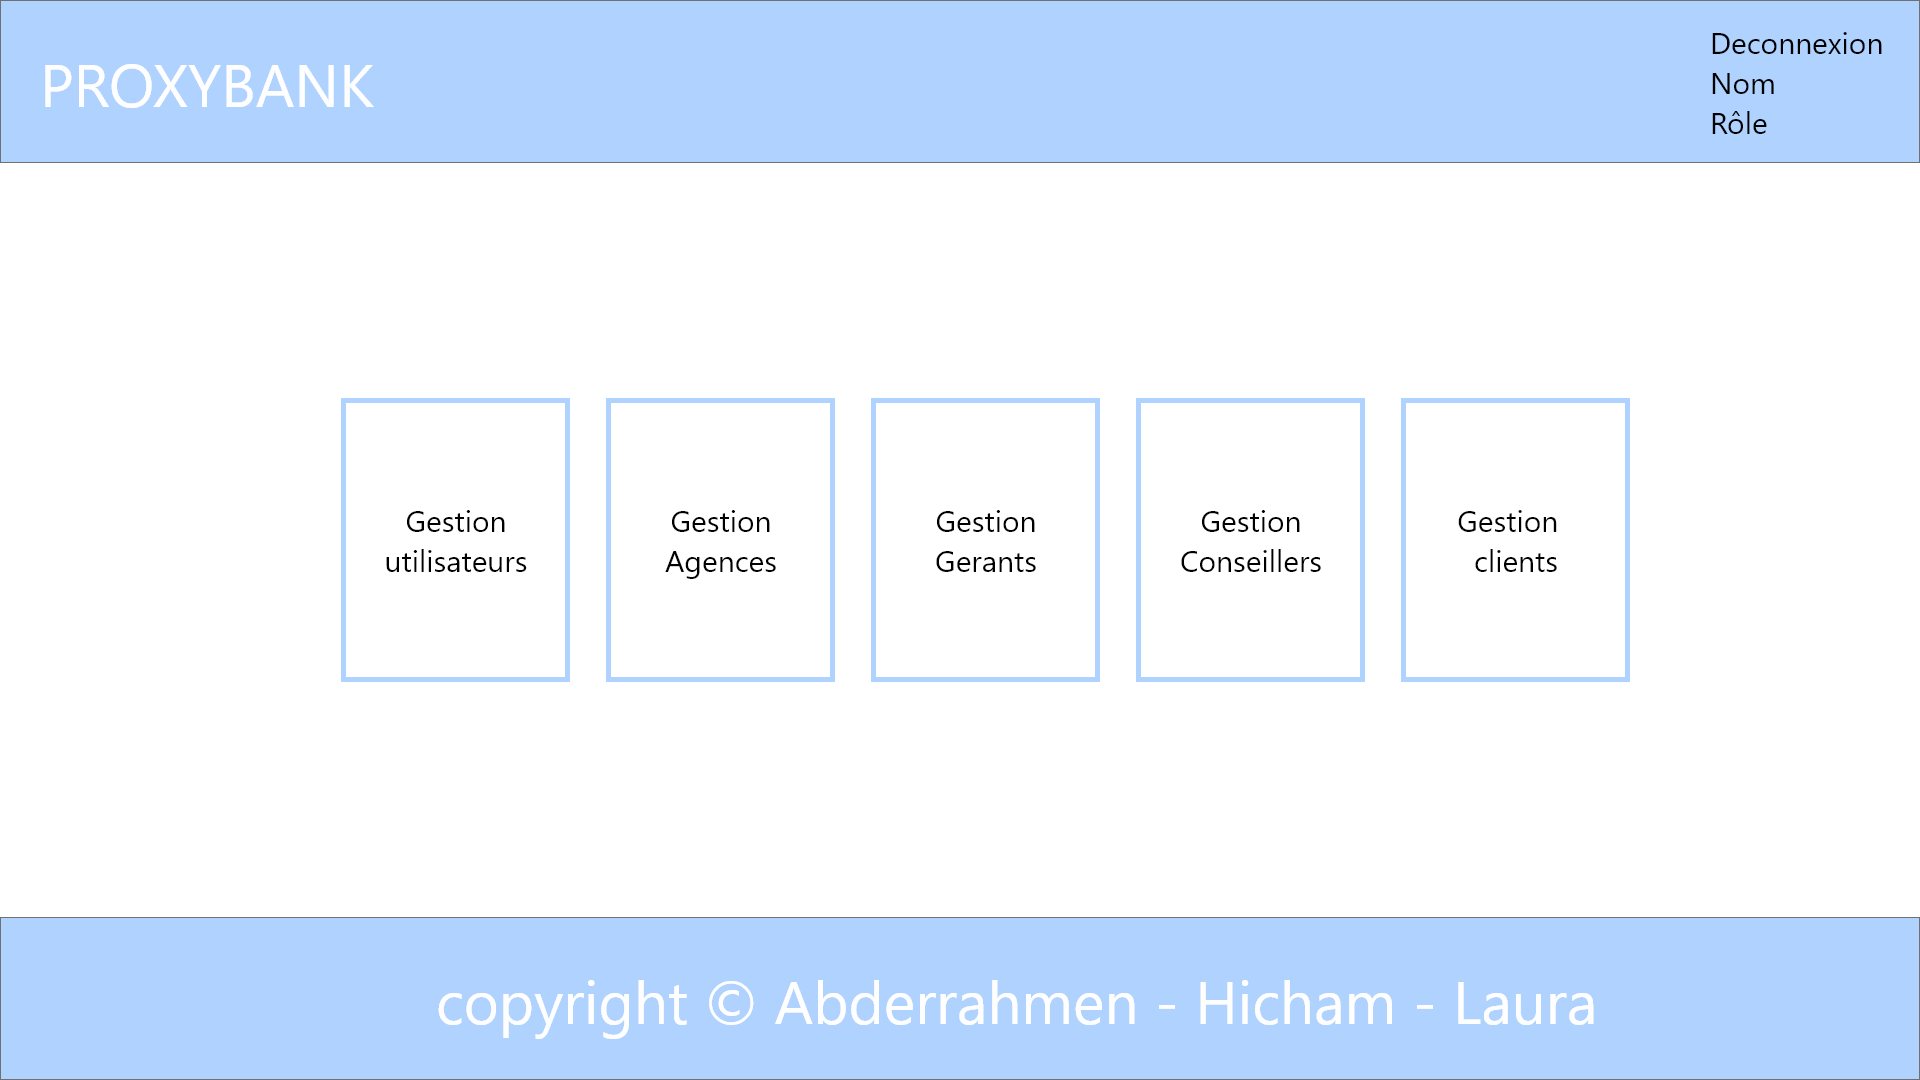 PROXYBANK
Deconnexion
Nom
Rôle
Gestion
utilisateurs
Gestion
Agences
Gestion
Gerants
Gestion
Conseillers
Gestion
clients
copyright © Abderrahmen - Hicham - Laura